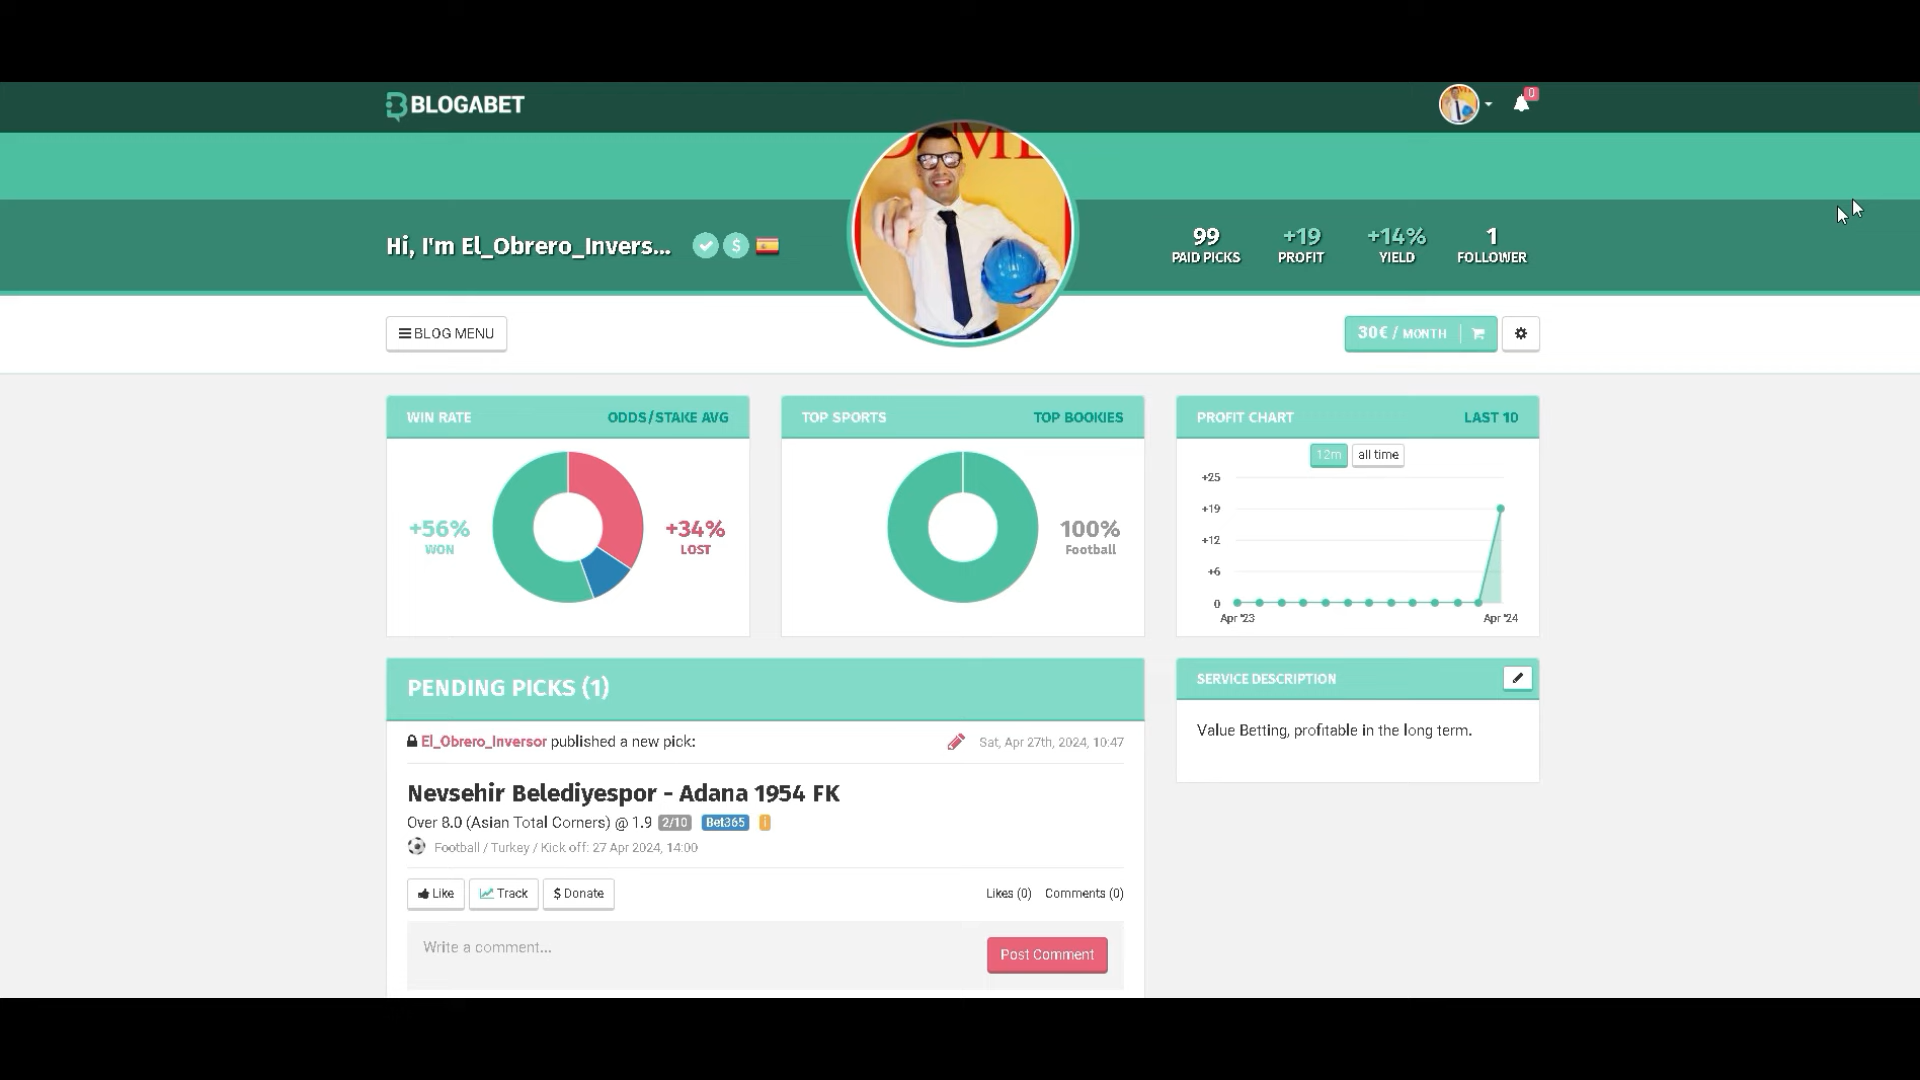 BLOGABET
0
Hi, I'm El_Obrero_Invers...
99
PAID PICKS
+19
PROFIT
+14%
YIELD
1
FOLLOWER
BLOG MENU
30€ / MONTH
WIN RATE
ODDS/STAKE AVG
+56%
WON
+34%
LOST
TOP SPORTS
TOP BOOKIES
100%
Football
PROFIT CHART
LAST 10
12m
all time
+25
+19
+12
+6
0
Apr '23
Apr '24
PENDING PICKS (1)
El_Obrero_Inversor published a new pick:
Sat, Apr 27th, 2024, 10:47
Nevsehir Belediyespor - Adana 1954 FK
Over 8.0 (Asian Total Corners) @ 1.9 2/10 Bet365 i
Football / Turkey / Kick off: 27 Apr 2024, 14:00
Like
Track
$ Donate
Likes (0)
Comments (0)
Write a comment...
Post Comment
SERVICE DESCRIPTION
Value Betting, profitable in the long term.